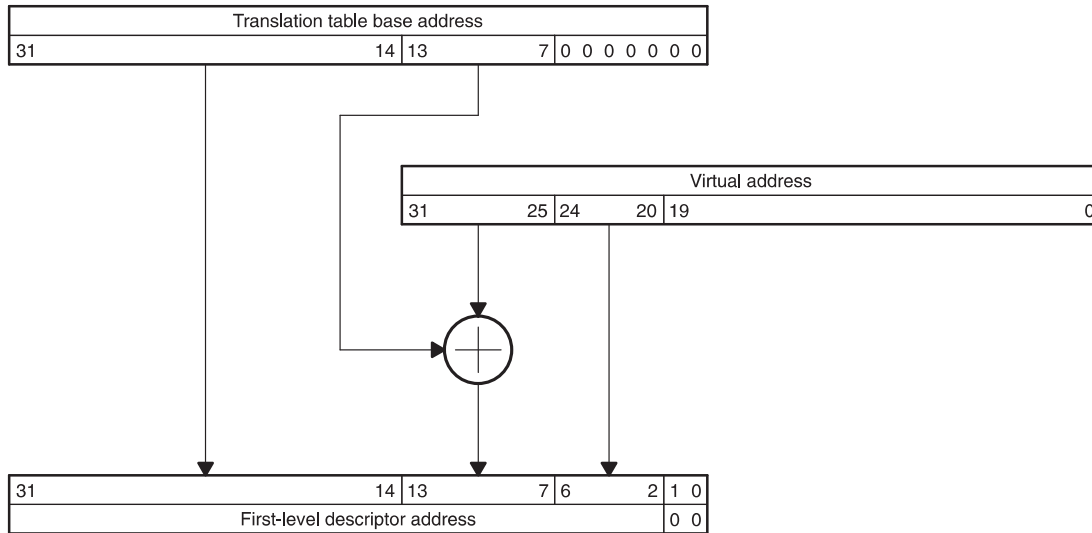 Translation table base address
31 14 13 7 0 0 0 0 0 0 0
Virtual address
31 25 24 20 19 0
31 14 13 7 6 2 1 0
First-level descriptor address 0 0